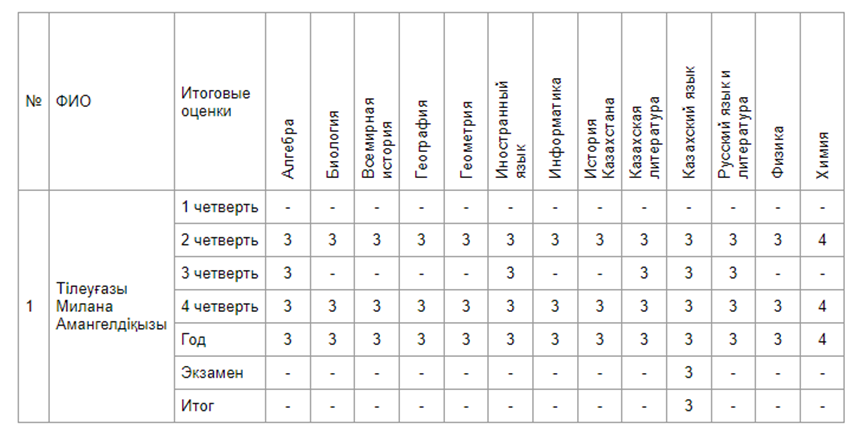 № ФИО Итоговые оценки Алгебра Биология Всемирная история География Геометрия Иностранный язык Информатика История Казахстана Казахская литература Казахский язык Русский язык и литература Физика Химия
1 Тілеуғазы Милана Амангелдіқызы
1 четверть - - - - - - - - - - - - -
2 четверть 3 3 3 3 3 3 3 3 3 3 3 3 4
3 четверть 3 - - - - 3 - - 3 3 3 - -
4 четверть 3 3 3 3 3 3 3 3 3 3 3 3 4
Год 3 3 3 3 3 3 3 3 3 3 3 3 4
Экзамен - - - - - - - - - 3 - - -
Итог - - - - - - - - - 3 - - -